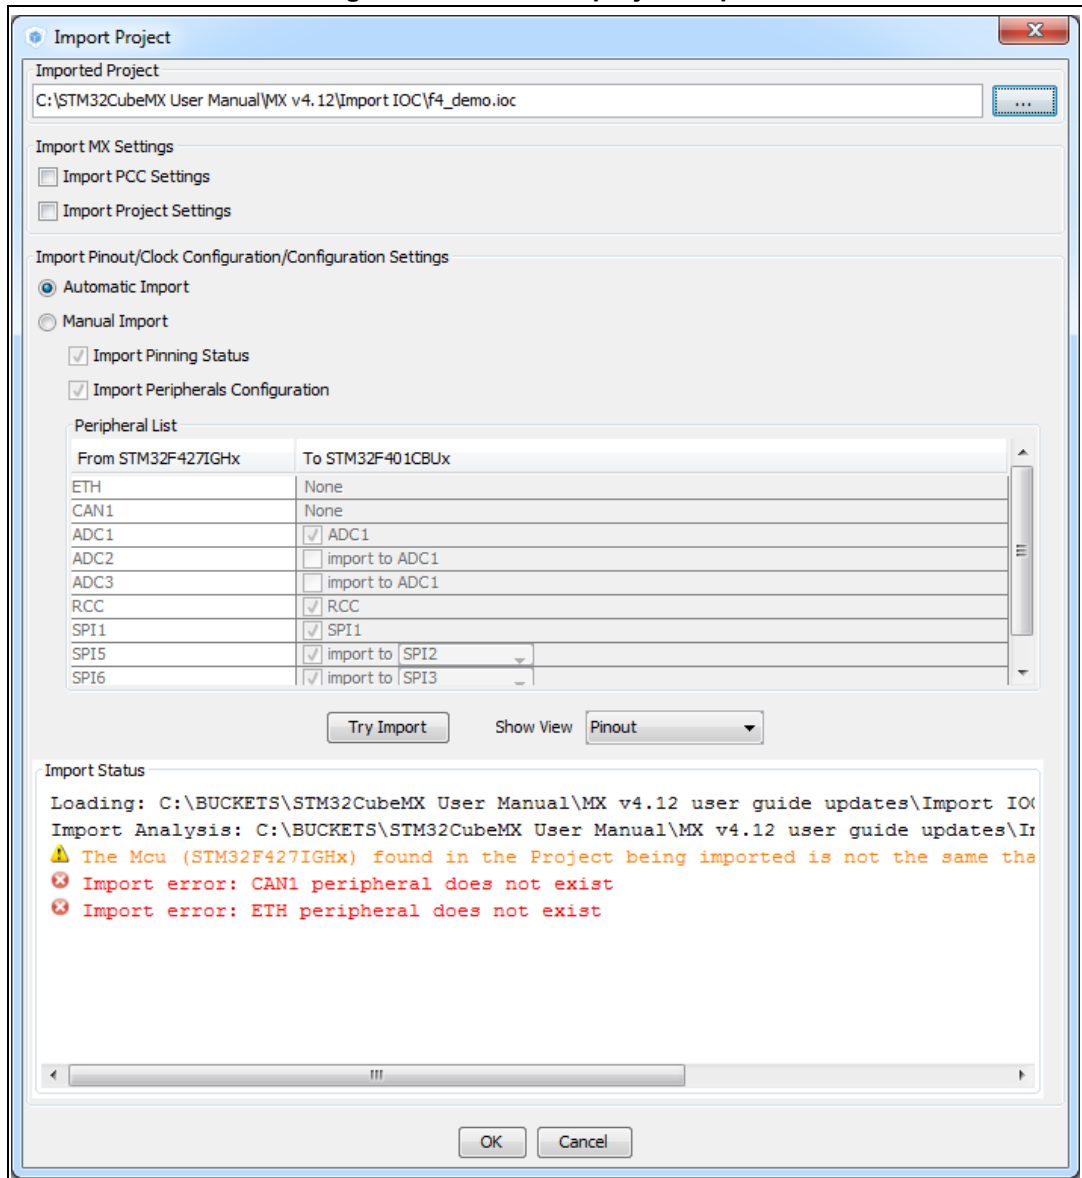 Import Project
Imported Project
C:\STM32CubeMX User Manual\MX v4.12\Import IOC\f4_demo.ioc
...
Import MX Settings
Import PCC Settings
Import Project Settings
Import Pinout/Clock Configuration/Configuration Settings
Automatic Import
Manual Import
Import Pinning Status
Import Peripherals Configuration
Peripheral List
From STM32F427IGHx To STM32F401CBUx
ETH None
CAN1 None
ADC1 ADC1
ADC2 import to ADC1
ADC3 import to ADC1
RCC RCC
SPI1 SPI1
SPI5 import to SPI2
SPI6 import to SPI3
Try Import Show View Pinout
Import Status
Loading: C:\BUCKETS\STM32CubeMX User Manual\MX v4.12 user guide updates\Import
Import Analysis: C:\BUCKETS\STM32CubeMX User Manual\MX v4.12 user guide updates\
The Mcu (STM32F427IGHx) found in the Project being imported is not the same
Import error: CAN1 peripheral does not exist
Import error: ETH peripheral does not exist
OK Cancel